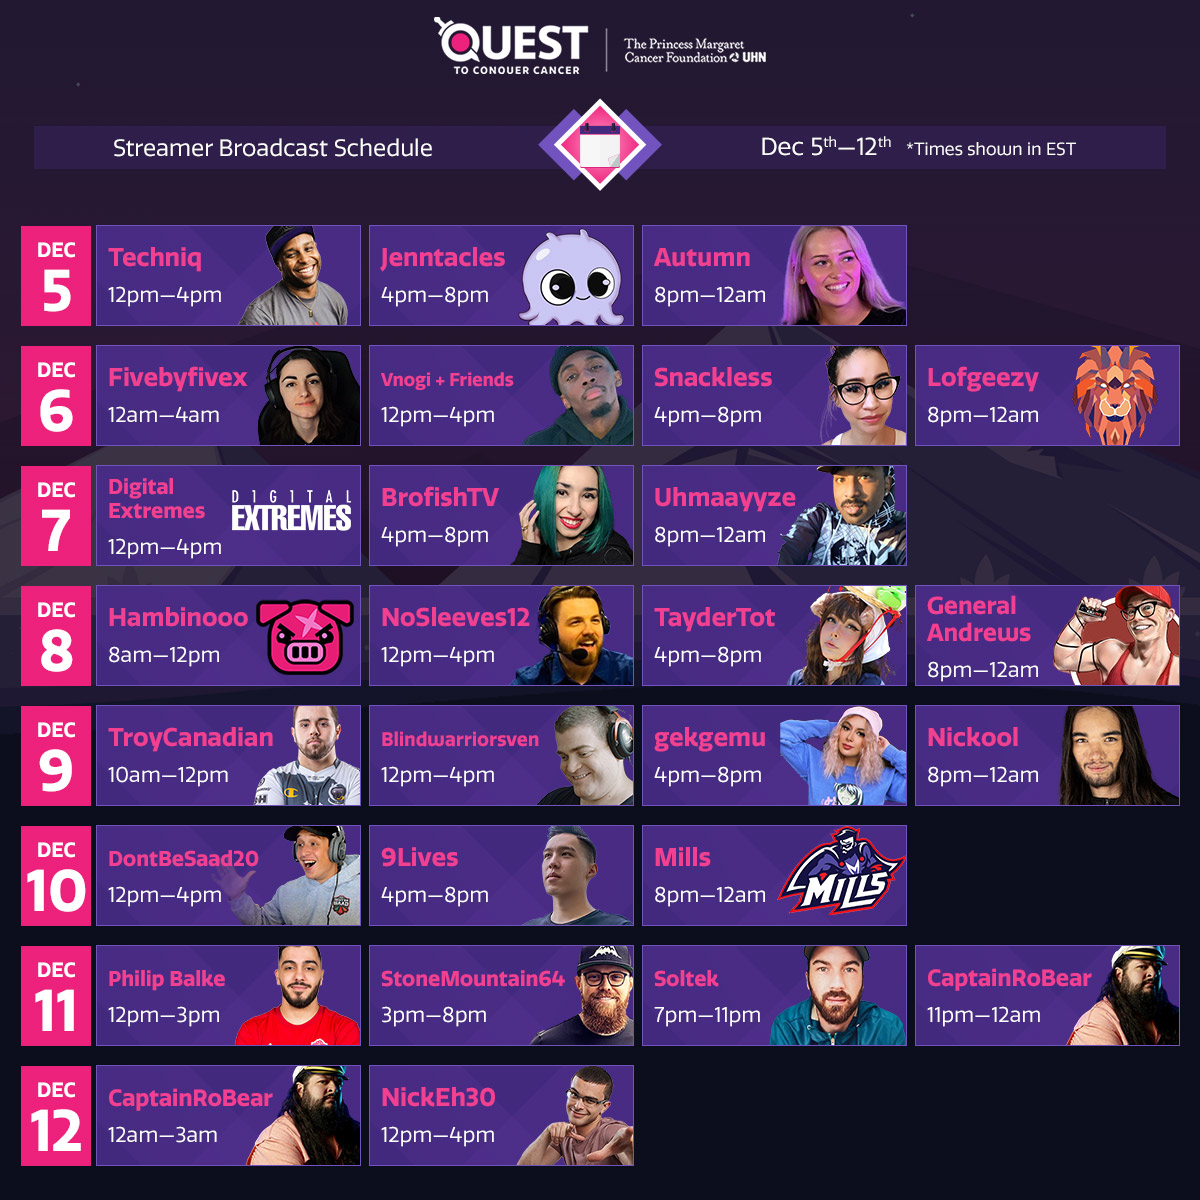 QUEST
TO CONQUER CANCER
The Princess Margaret
Cancer Foundation UHN
Streamer Broadcast Schedule
Dec 5th—12th *Times shown in EST
DEC
5
Techniq
12pm—4pm
Jenntacles
4pm—8pm
Autumn
8pm—12am
DEC
6
Fivebyfivex
12am—4am
Vnogi + Friends
12pm—4pm
Snackless
4pm—8pm
Lofgeezy
8pm—12am
DEC
7
Digital
Extremes
12pm—4pm
D1G1TAL
EXTREMES
BrofishTV
4pm—8pm
Uhmaayyze
8pm—12am
DEC
8
Hambinooo
8am—12pm
NoSleeves12
12pm—4pm
TayderTot
4pm—8pm
General
Andrews
8pm—12am
DEC
9
TroyCanadian
10am—12pm
Blindwarriorsven
12pm—4pm
gekgemu
4pm—8pm
Nickool
8pm—12am
DEC
10
DontBeSaad20
12pm—4pm
9Lives
4pm—8pm
Mills
8pm—12am
MILLS
DEC
11
Philip Balke
12pm—3pm
StoneMountain64
3pm—8pm
Soltek
7pm—11pm
CaptainRoBear
11pm—12am
DEC
12
CaptainRoBear
12am—3am
NickEh30
12pm—4pm